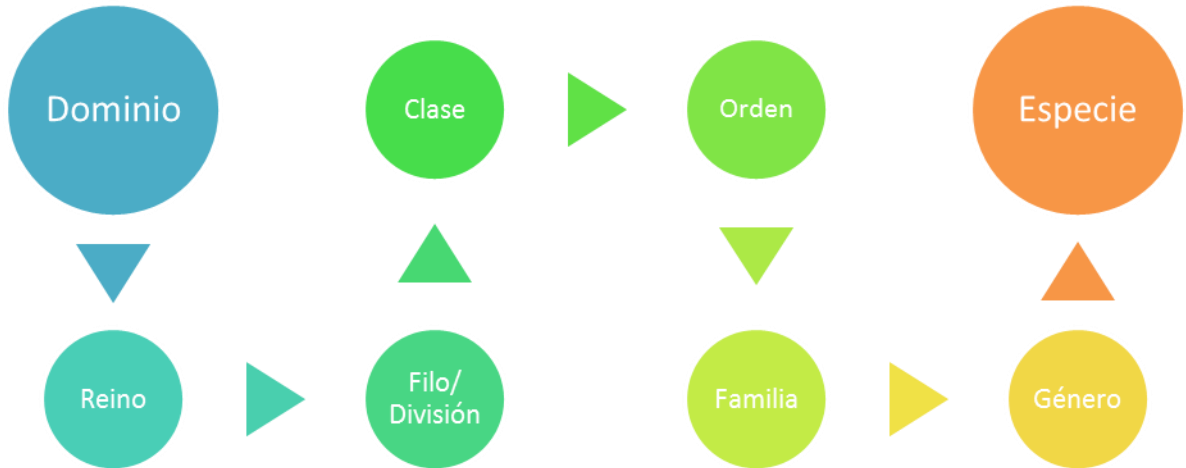 Dominio
Reino
Filo/
División
Clase
Orden
Familia
Género
Especie